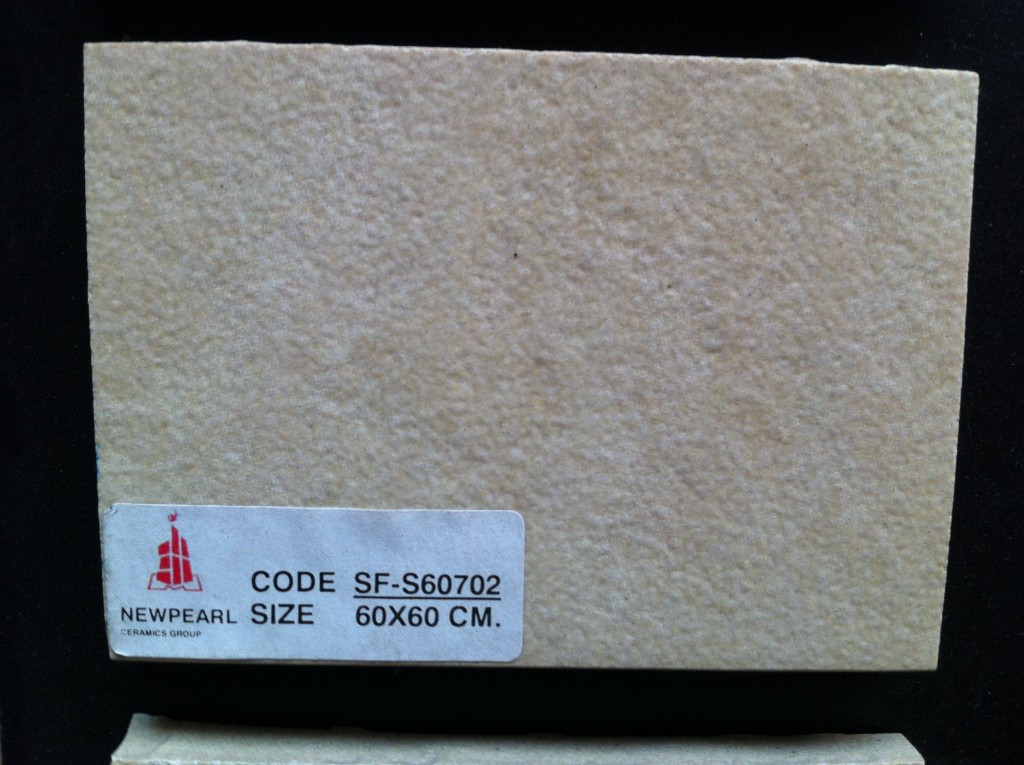 CODE SF-S60702
NEWPEARL SIZE 60X60 CM.
CERAMICS GROUP